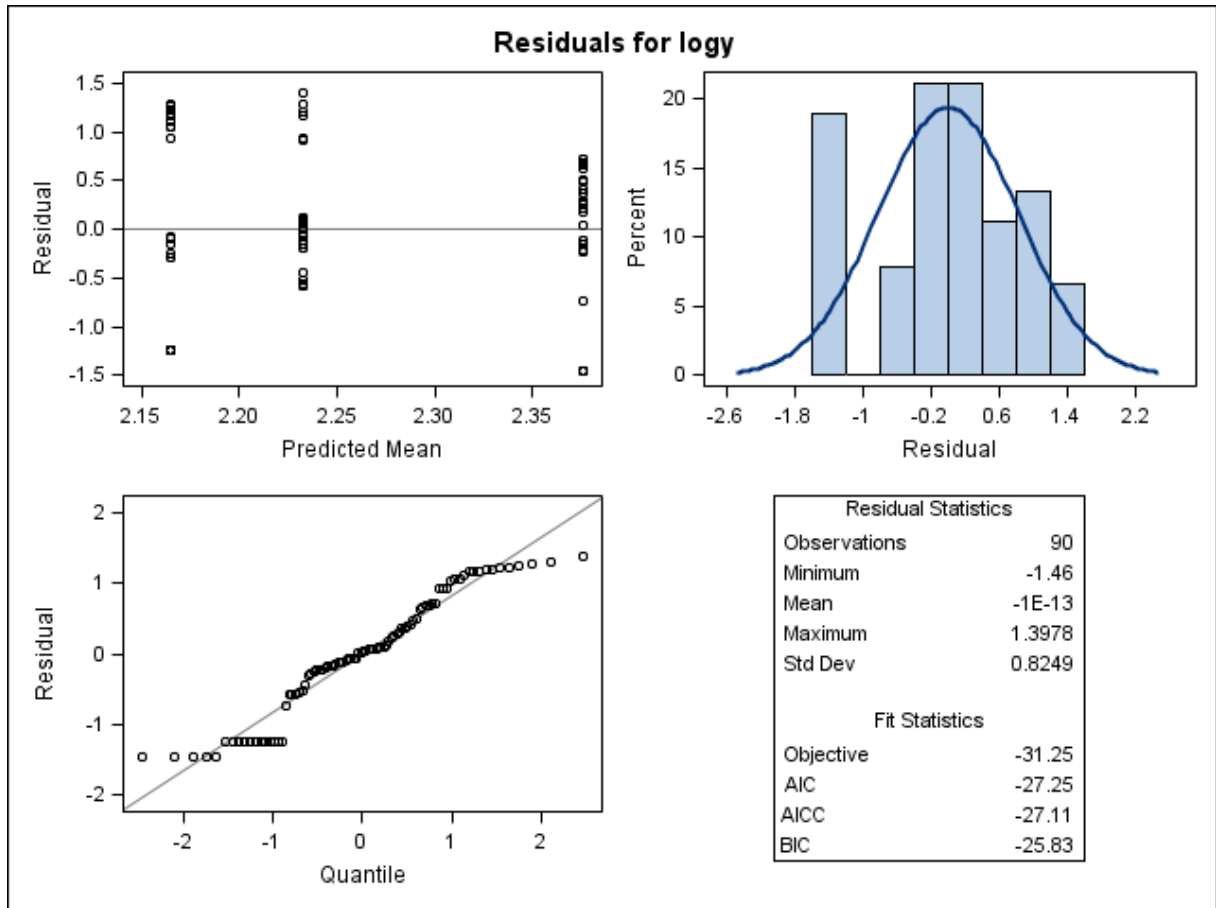 Residuals for logy
1.5
1.0
0.5
0.0
-0.5
-1.0
-1.5
Residual
2.15 2.20 2.25 2.30 2.35
Predicted Mean
20
15
10
5
0
Percent
-2.6 -1.8 -1 -0.2 0.6 1.4 2.2
Residual
2
1
0
-1
-2
Residual
-2 -1 0 1 2
Quantile
Residual Statistics
Observations 90
Minimum -1.46
Mean -1E-13
Maximum 1.3978
Std Dev 0.8249
Fit Statistics
Objective -31.25
AIC -27.25
AICC -27.11
BIC -25.83